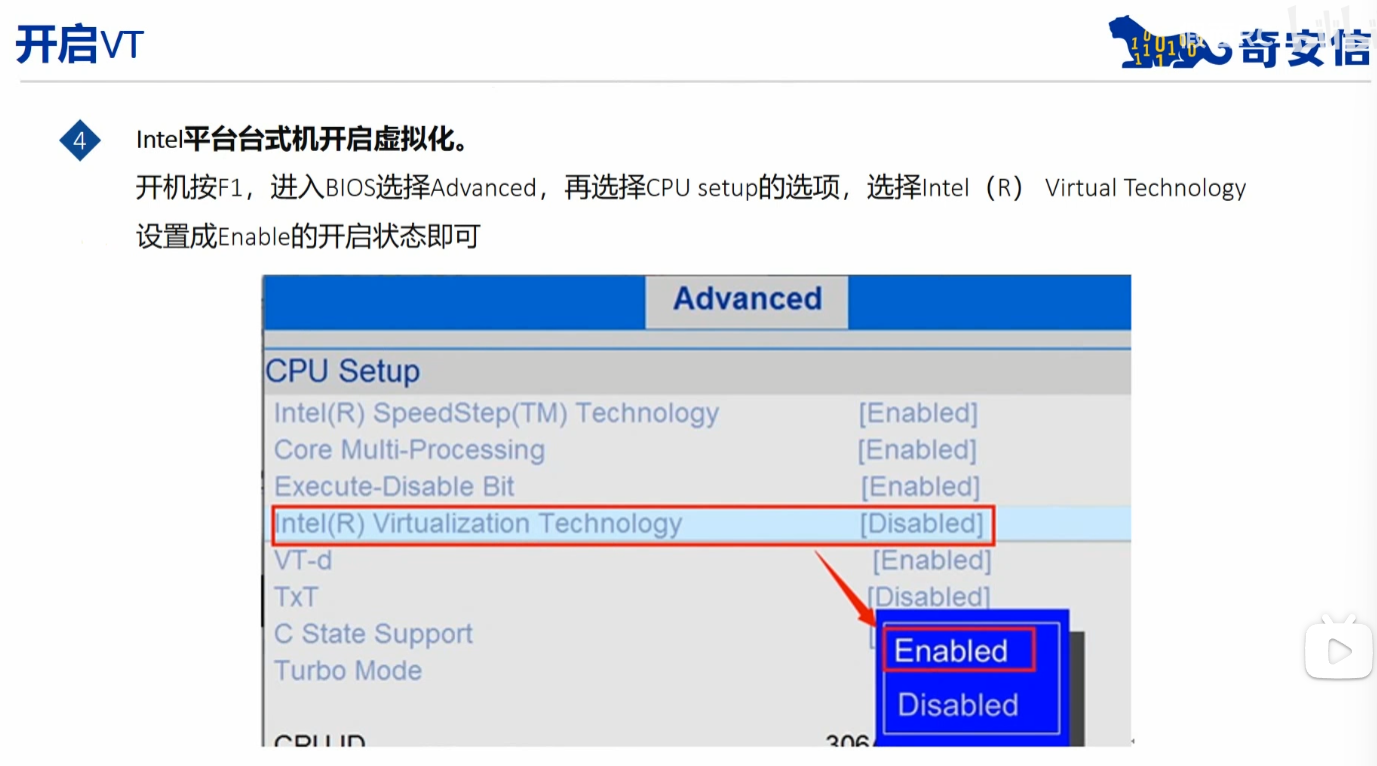 开启VT
奇安信
4
Intel平台台式机开启虚拟化。
开机按F1，进入BIOS选择Advanced，再选择CPU setup的选项，选择Intel（R） Virtual Technology
设置成Enable的开启状态即可
Advanced
CPU Setup
Intel(R) SpeedStep(TM) Technology [Enabled]
Core Multi-Processing [Enabled]
Execute-Disable Bit [Enabled]
Intel(R) Virtualization Technology [Disabled]
VT-d [Enabled]
TxT [Disabled]
C State Support
Turbo Mode
Enabled
Disabled
CPU ID 306